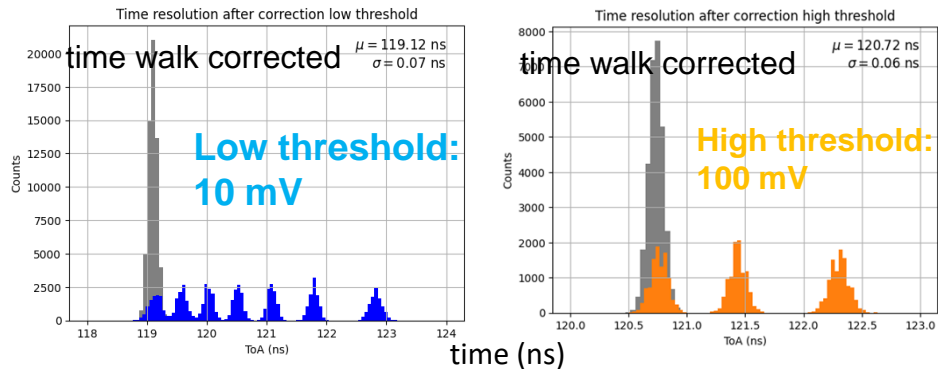 Time resolution after correction low threshold
time walk corrected
μ = 119.12 ns
σ = 0.07 ns
Low threshold:
10 mV
Counts
20000
17500
15000
12500
10000
7500
5000
2500
0
118
119
120
121
122
123
124
ToA (ns)
Time resolution after correction high threshold
time walk corrected
μ = 120.72 ns
σ = 0.06 ns
High threshold:
100 mV
Counts
8000
7000
6000
5000
4000
3000
2000
1000
0
120.0
120.5
121.0
121.5
122.0
122.5
123.0
ToA (ns)
time (ns)